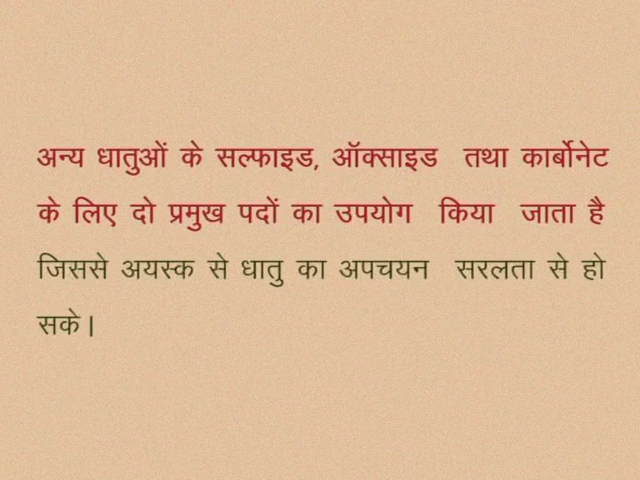 अन्य धातुओं के सल्फाइड, ऑक्साइड तथा कार्बोनेट
के लिए दो प्रमुख पदों का उपयोग किया जाता है
जिससे अयस्क से धातु का अपचयन सरलता से हो
सके।